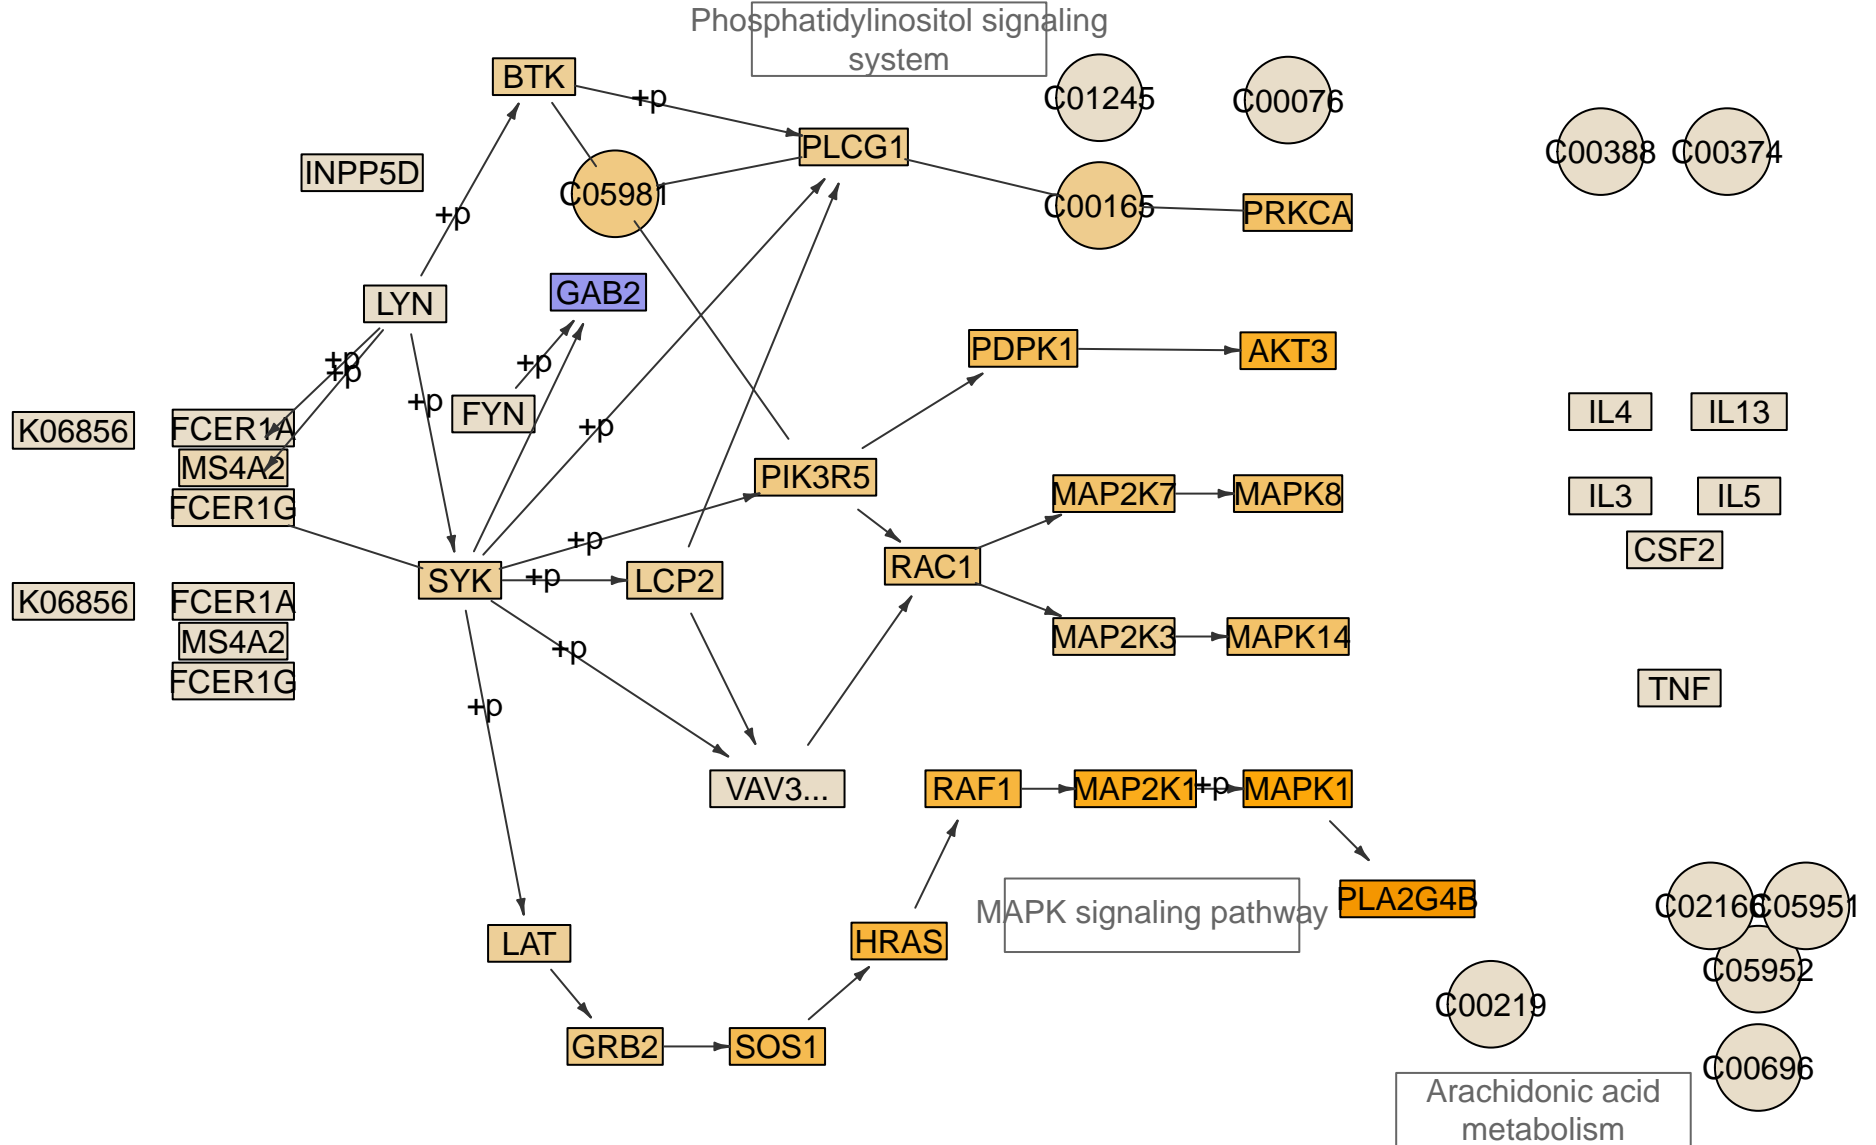 Phosphatidylinositol signaling
system
BTK
+p
C01245
C00076
PLCG1
C00388
C00374
INPP5D
C05981
C00165
PRKCA
+p
LYN
GAB2
PDPK1
AKT3
+p
+p
+p
+p
FYN
+p
K06856
FCER1A
IL4
IL13
MS4A2
PIK3R5
MAP2K7
MAPK8
IL3
IL5
FCER1G
+p
CSF2
SYK
+p
LCP2
RAC1
K06856
FCER1A
MS4A2
+p
MAP2K3
MAPK14
FCER1G
TNF
+p
VAV3...
RAF1
MAP2K1
+p
MAPK1
PLA2G4B
MAPK signaling pathway
C02166
C05951
LAT
HRAS
C05952
C00219
GRB2
SOS1
C00696
Arachidonic acid
metabolism